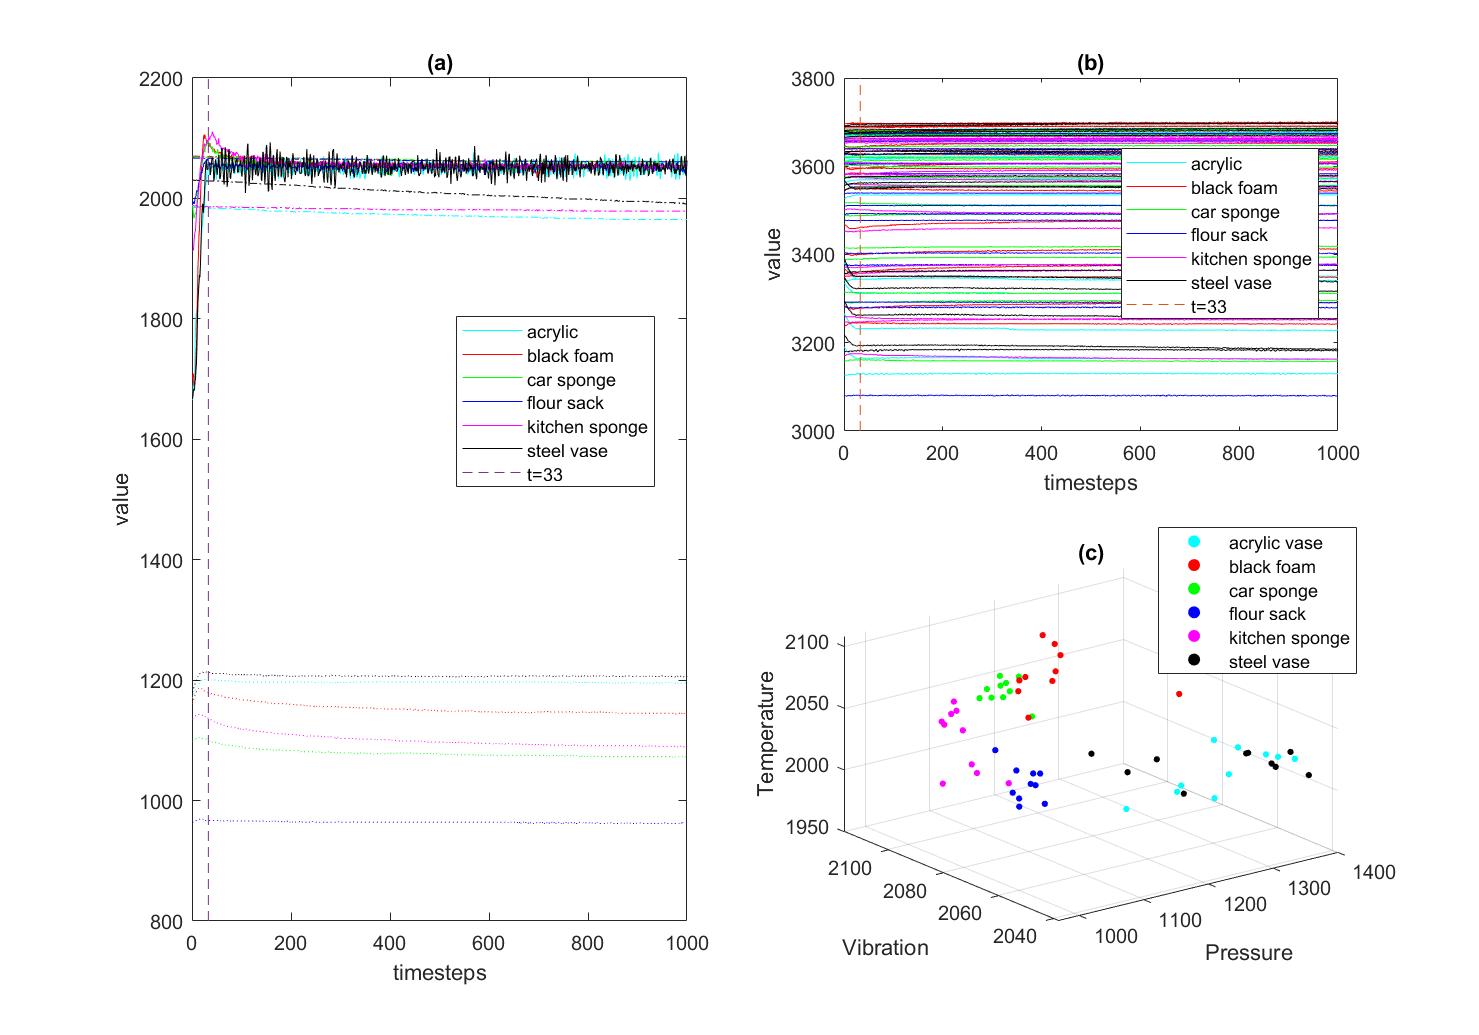 (a)
2200
2000
1800
1600
1400
1200
1000
800
value
0 200 400 600 800 1000
timesteps
acrylic
black foam
car sponge
flour sack
kitchen sponge
steel vase
t=33
(b)
3800
3600
3400
3200
3000
value
0 200 400 600 800 1000
timesteps
acrylic
black foam
car sponge
flour sack
kitchen sponge
steel vase
t=33
(c)
acrylic vase
black foam
car sponge
flour sack
kitchen sponge
steel vase
2100
2050
2000
1950
Temperature
2100
2080
2060
2040
Vibration
1000
1100
1200
1300
1400
Pressure